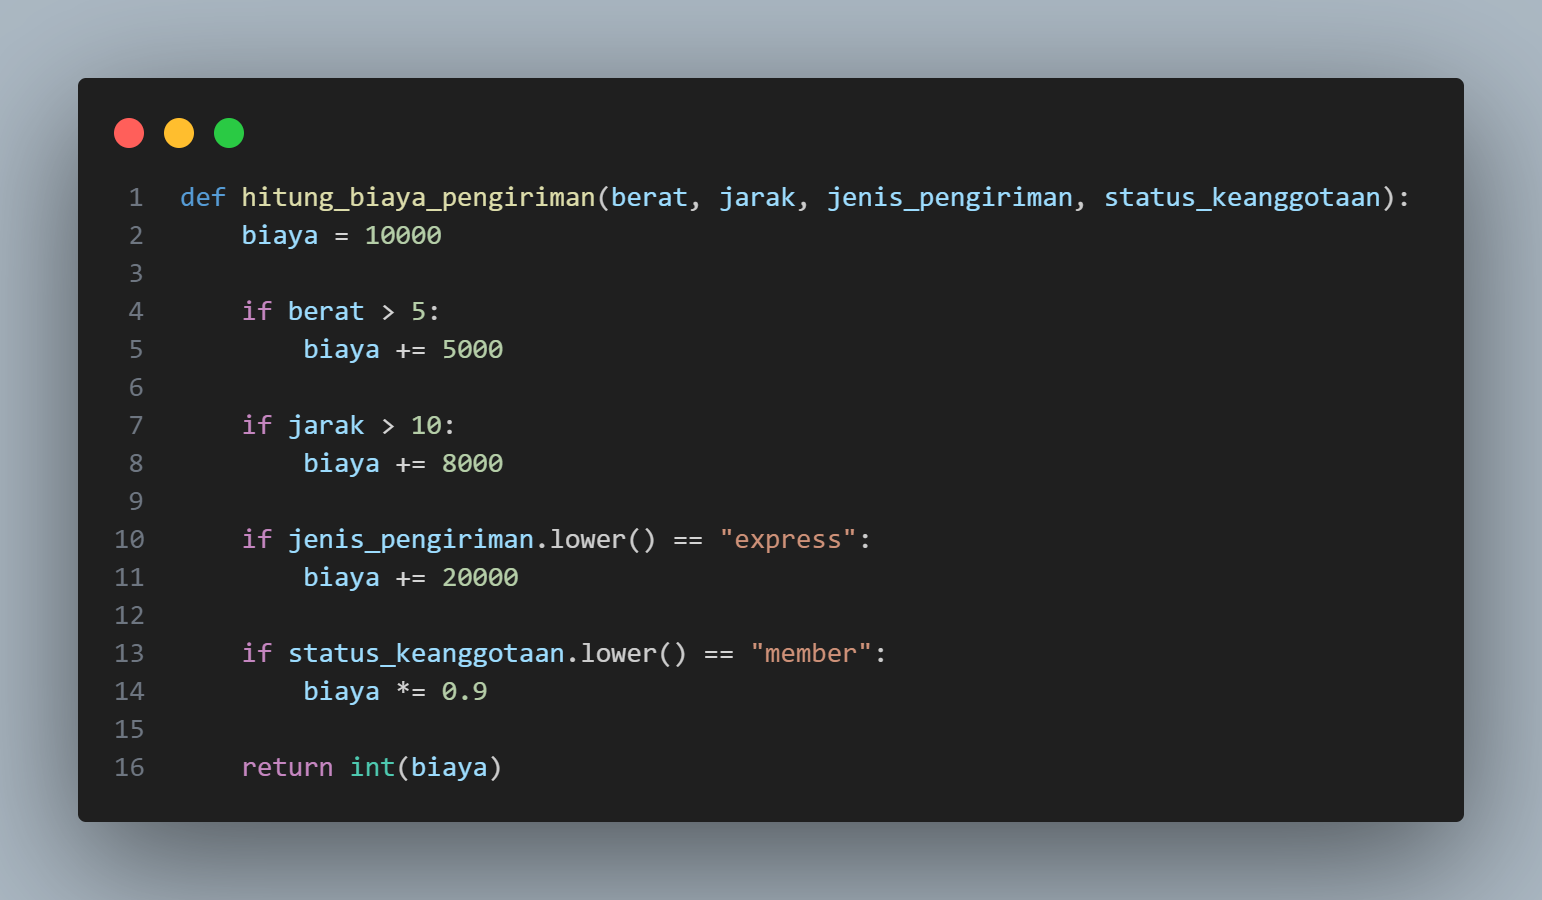 1 def hitung_biaya_pengiriman(berat, jarak, jenis_pengiriman, status_keanggotaan):
2     biaya = 10000
3
4     if berat > 5:
5         biaya += 5000
6
7     if jarak > 10:
8         biaya += 8000
9
10     if jenis_pengiriman.lower() == "express":
11         biaya += 20000
12
13     if status_keanggotaan.lower() == "member":
14         biaya *= 0.9
15
16     return int(biaya)